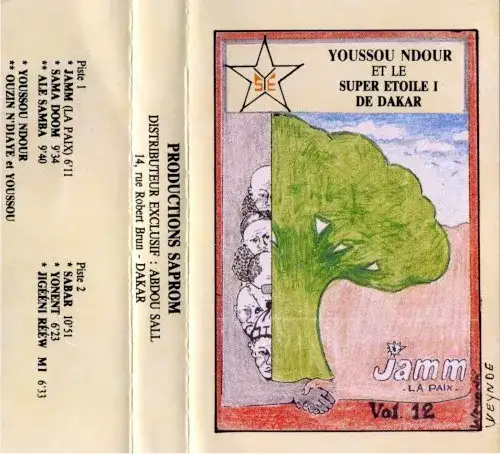 YOUSSOU NDOUR
ET LE
SUPER ETOILE I
DE DAKAR
SE
Jamm
- LA PAIX -
Vol. 12
WEYNDE
PRODUCTIONS SAPROM
DISTRIBUTEUR EXCLUSIF : ABDOU SALL
14, rue Robert Brun - DAKAR
Piste 1
* JAMM (LA PAIX) 6'11
* SAMA DOOM 9'34
** ALE SAMBA 9'40
* YOUSSOU NDOUR
** OUZIN N'DIAYE et YOUSSOU
Piste 2
* SABAR 10'51
* YONENT 6'23
* JIGÉÉNI RÉÉW MI 6'33